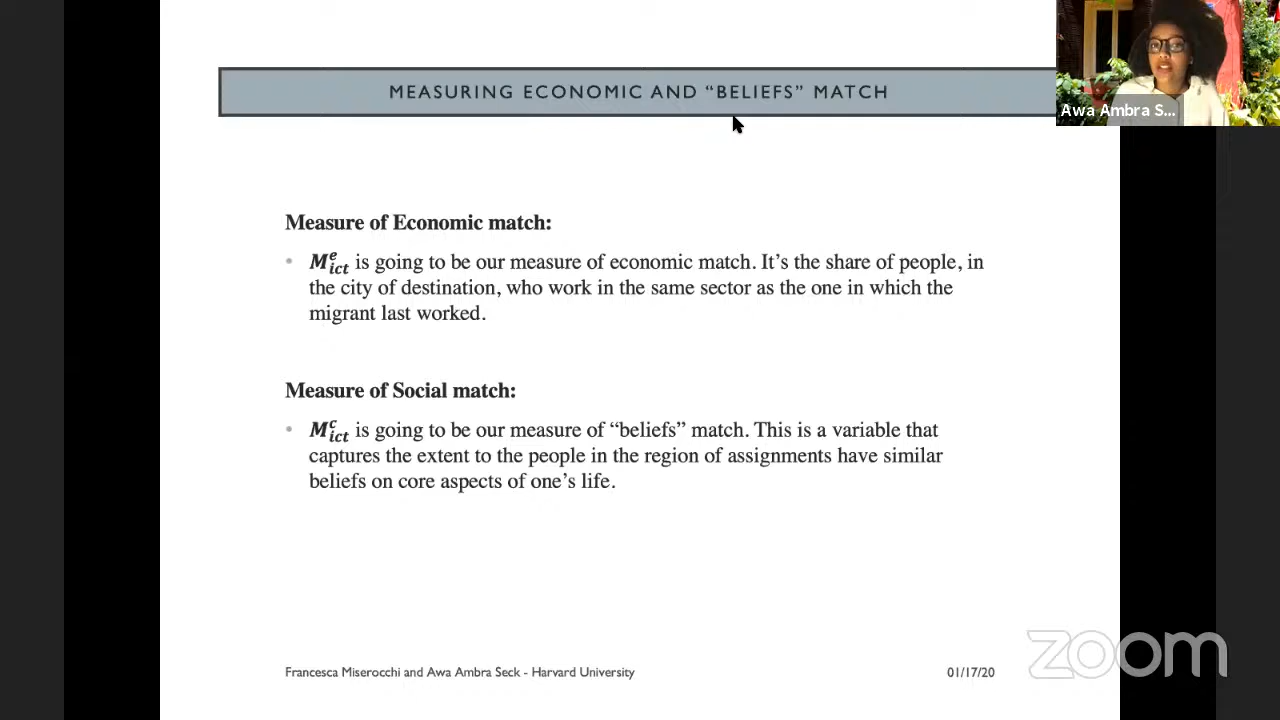 MEASURING ECONOMIC AND “BELIEFS” MATCH
Awa Ambra S...
Measure of Economic match:
• M^e_ict is going to be our measure of economic match. It’s the share of people, in
the city of destination, who work in the same sector as the one in which the
migrant last worked.
Measure of Social match:
• M^c_ict is going to be our measure of “beliefs” match. This is a variable that
captures the extent to the people in the region of assignments have similar
beliefs on core aspects of one’s life.
Francesca Miserocchi and Awa Ambra Seck - Harvard University
01/17/20
zoom